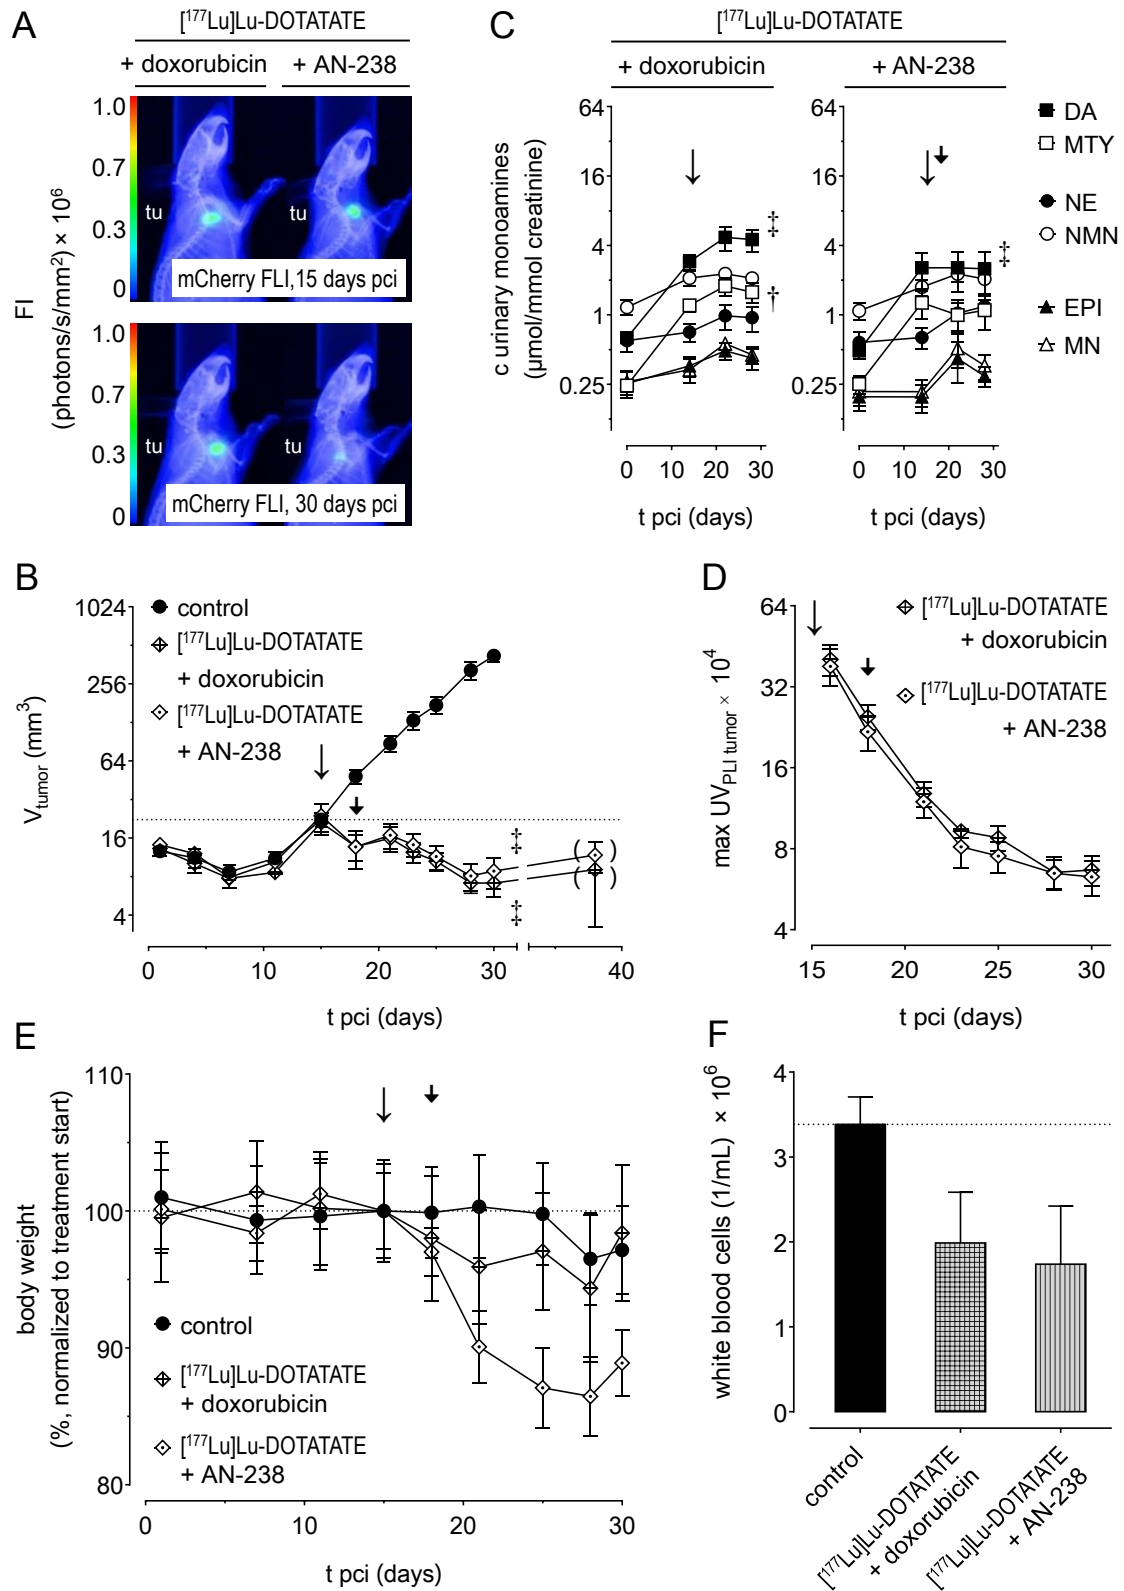 A
[¹⁷⁷Lu]Lu-DOTATATE
+ doxorubicin + AN-238
FI
(photons/s/mm²) × 10⁶
1.0
0.7
0.3
0
tu
tu
mCherry FLI,15 days pci
1.0
0.7
0.3
0
tu
tu
mCherry FLI, 30 days pci
C
[¹⁷⁷Lu]Lu-DOTATATE
+ doxorubicin
+ AN-238
c urinary monoamines
(µmol/mmol creatinine)
64
16
4
1
0.25
‡
†
0 10 20 30
t pci (days)
64
16
4
1
0.25
‡
0 10 20 30
t pci (days)
DA
MTY
NE
NMN
EPI
MN
B
Vtumor (mm³)
1024
256
64
16
4
control
[¹⁷⁷Lu]Lu-DOTATATE
+ doxorubicin
[¹⁷⁷Lu]Lu-DOTATATE
+ AN-238
‡
‡
( )
( )
0 10 20 30 40
t pci (days)
D
max UVPLI tumor × 10⁴
64
32
16
8
4
[¹⁷⁷Lu]Lu-DOTATATE
+ doxorubicin
[¹⁷⁷Lu]Lu-DOTATATE
+ AN-238
15 20 25 30
t pci (days)
E
body weight
(%, normalized to treatment start)
110
100
90
80
control
[¹⁷⁷Lu]Lu-DOTATATE
+ doxorubicin
[¹⁷⁷Lu]Lu-DOTATATE
+ AN-238
0 10 20 30
t pci (days)
F
white blood cells (1/mL) × 10⁶
4
3
2
1
0
control
[¹⁷⁷Lu]Lu-DOTATATE
+ doxorubicin
[¹⁷⁷Lu]Lu-DOTATATE
+ AN-238